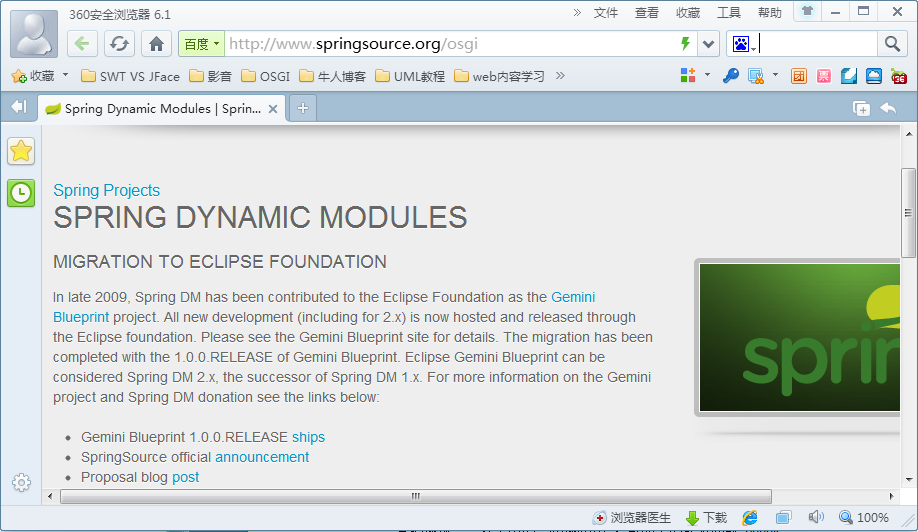 360安全浏览器 6.1
» 文件 查看 收藏 工具 帮助
百度 http://www.springsource.org/osgi
收藏 SWT VS JFace 影音 OSGI 牛人博客 UML教程 web内容学习 »
团 票 36
Spring Dynamic Modules | Sprin...
Spring Projects
SPRING DYNAMIC MODULES
MIGRATION TO ECLIPSE FOUNDATION
In late 2009, Spring DM has been contributed to the Eclipse Foundation as the Gemini
Blueprint project. All new development (including for 2.x) is now hosted and released through
the Eclipse foundation. Please see the Gemini Blueprint site for details. The migration has been
completed with the 1.0.0.RELEASE of Gemini Blueprint. Eclipse Gemini Blueprint can be
considered Spring DM 2.x, the successor of Spring DM 1.x. For more information on the Gemini
project and Spring DM donation see the links below:
sprin
• Gemini Blueprint 1.0.0.RELEASE ships
• SpringSource official announcement
• Proposal blog post
浏览器医生 下载 100%